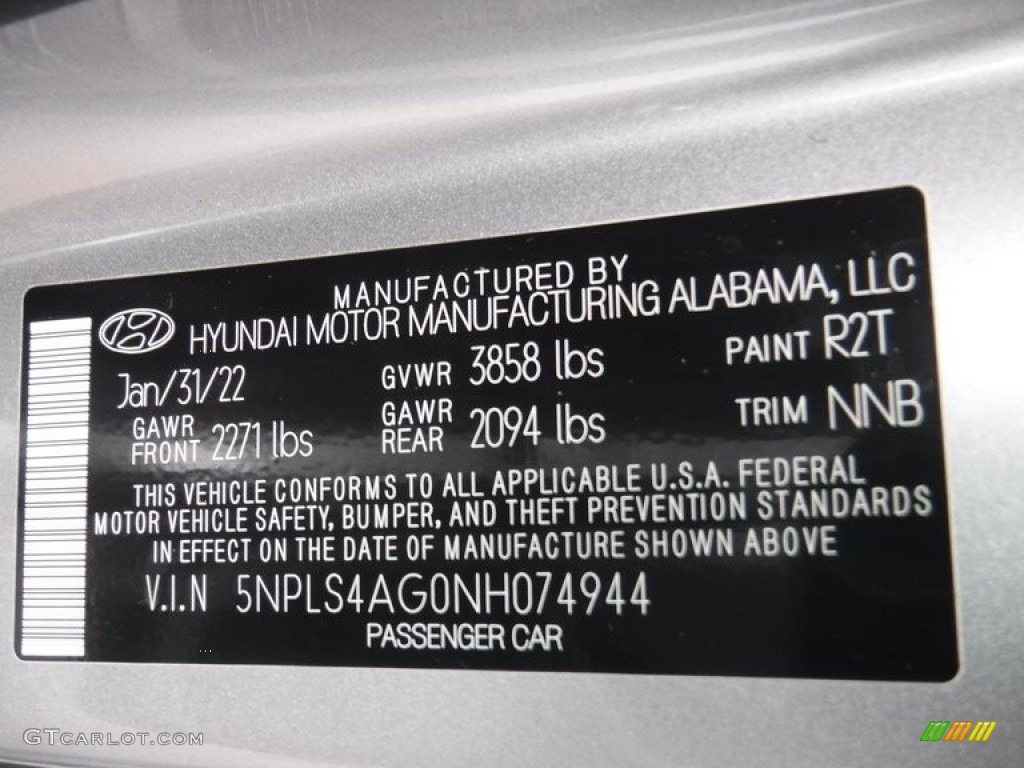 MANUFACTURED BY
HYUNDAI MOTOR MANUFACTURING ALABAMA, LLC
Jan/31/22 GVWR 3858 lbs PAINT R2T
GAWR FRONT 2271 lbs GAWR REAR 2094 lbs TRIM NNB
THIS VEHICLE CONFORMS TO ALL APPLICABLE U.S.A. FEDERAL
MOTOR VEHICLE SAFETY, BUMPER, AND THEFT PREVENTION STANDARDS
IN EFFECT ON THE DATE OF MANUFACTURE SHOWN ABOVE
V.I.N 5NPLS4AG0NH074944
PASSENGER CAR
GTCARLOT.COM